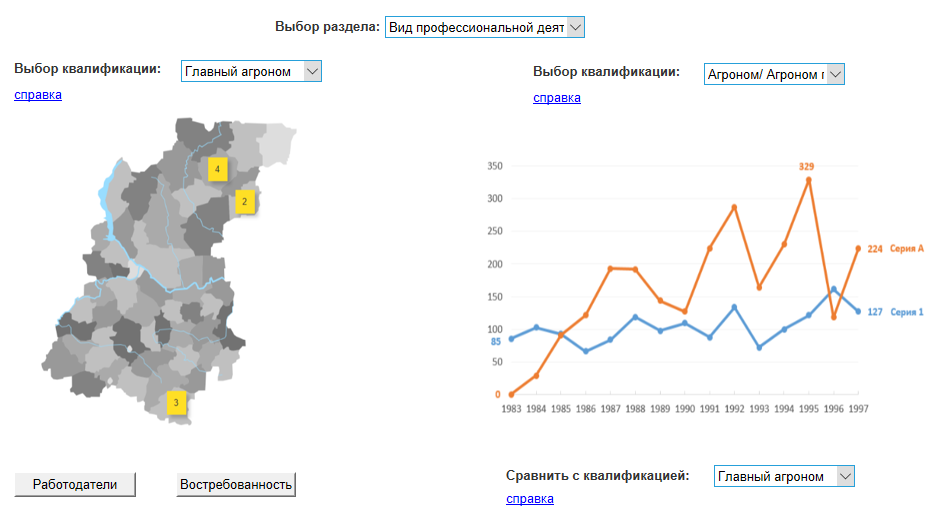 Выбор раздела: Вид профессиональной деят
Выбор квалификации: Главный агроном
справка
4
2
3
Работодатели Востребованность
Выбор квалификации: Агроном/ Агроном п
справка
350
329
300
250
224 Серия А
200
150
127 Серия 1
100
85
50
0
1983 1984 1985 1986 1987 1988 1989 1990 1991 1992 1993 1994 1995 1996 1997
Сравнить с квалификацией: Главный агроном
справка